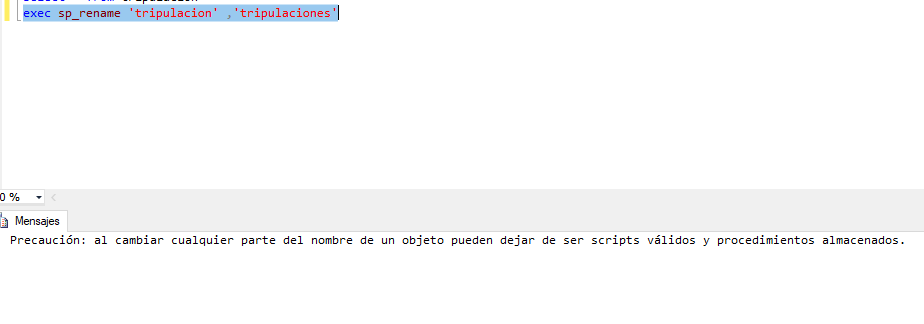 exec sp_rename 'tripulacion' ,'tripulaciones'
0 %
Mensajes
Precaución: al cambiar cualquier parte del nombre de un objeto pueden dejar de ser scripts válidos y procedimientos almacenados.